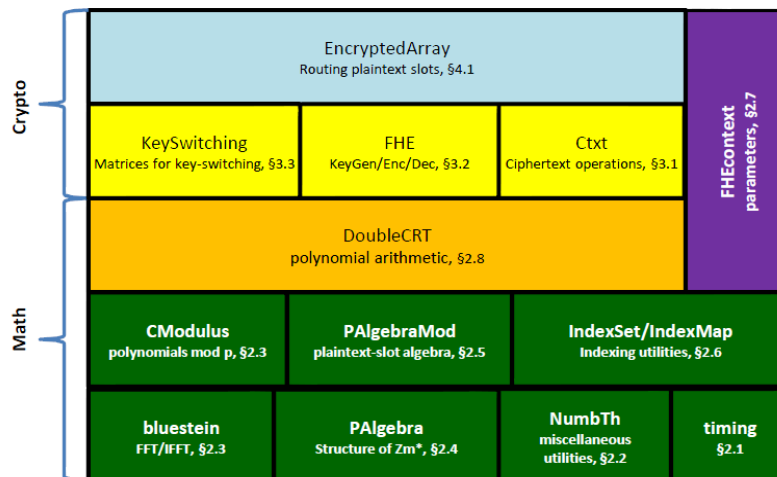 Crypto
EncryptedArray
Routing plaintext slots, §4.1
KeySwitching
Matrices for key-switching, §3.3
FHE
KeyGen/Enc/Dec, §3.2
Ctxt
Ciphertext operations, §3.1
FHEcontext
parameters, §2.7
Math
DoubleCRT
polynomial arithmetic, §2.8
CModulus
polynomials mod p, §2.3
PAlgebraMod
plaintext-slot algebra, §2.5
IndexSet/IndexMap
Indexing utilities, §2.6
bluestein
FFT/IFFT, §2.3
PAlgebra
Structure of Zm*, §2.4
NumbTh
miscellaneous
utilities, §2.2
timing
§2.1